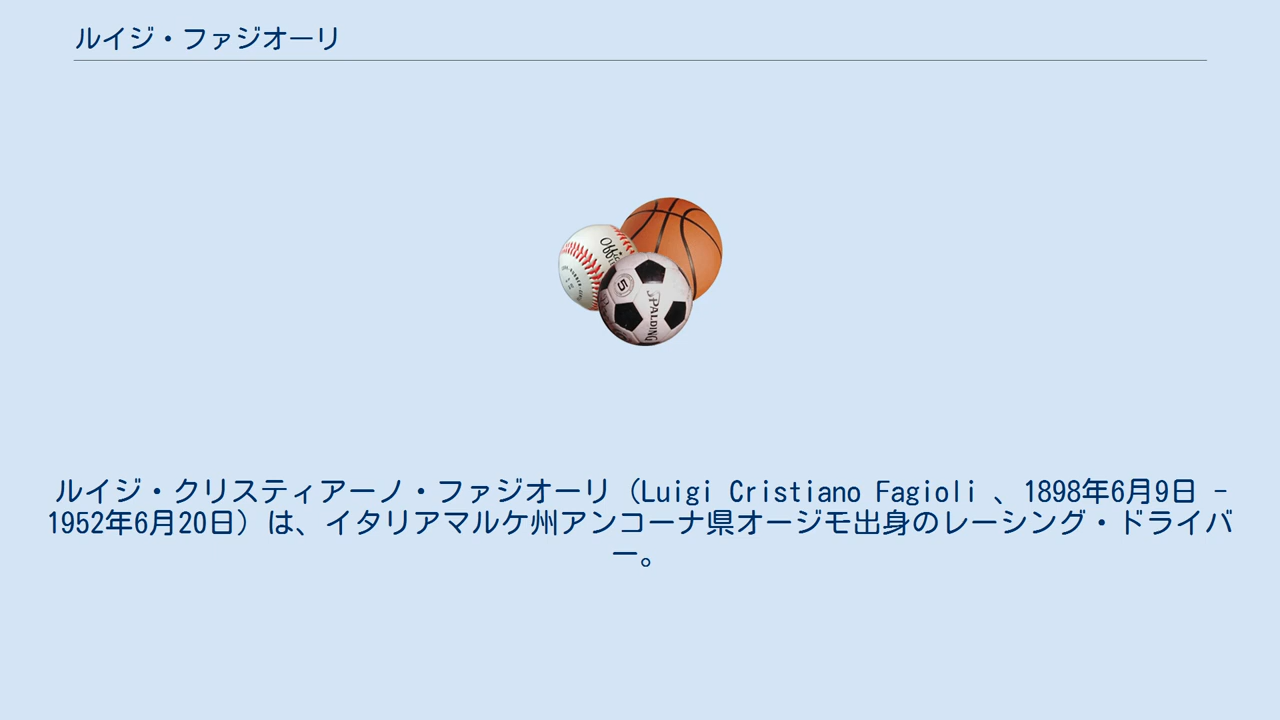 ルイジ・ファジオーリ
Offic
5
SPALDING
ルイジ・クリスティアーノ・ファジオーリ（Luigi Cristiano Fagioli 、1898年6月9日 -
1952年6月20日）は、イタリアマルケ州アンコーナ県オージモ出身のレーシング・ドライバ
ー。